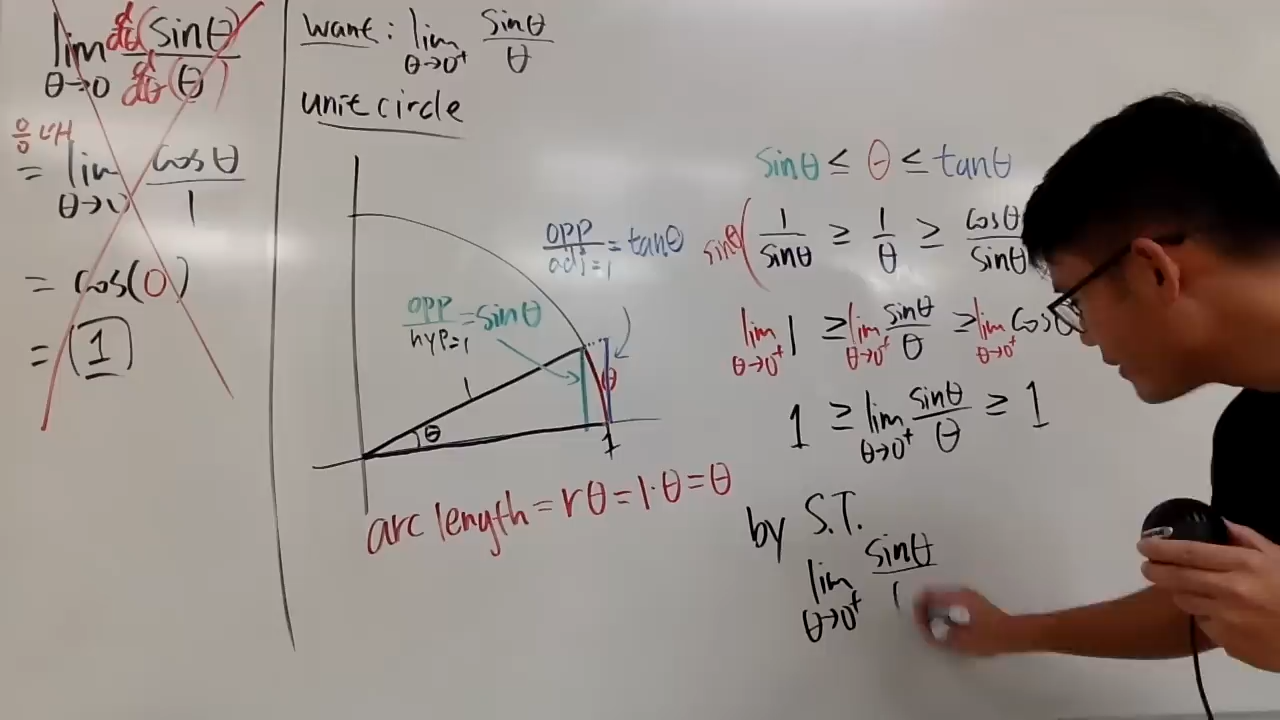 lim d/dθ(sinθ)/d/dθ(θ)
θ→0
0/0 L'H
= lim cosθ/1
θ→0
= cos(0)
= 1
want: lim sinθ/θ
θ→0⁺
unit circle
opp/adj=1 = tanθ
opp/hyp=1 = sinθ
1
θ
θ
1
arc length = rθ = 1·θ = θ
sinθ ≤ θ ≤ tanθ
sinθ( 1/sinθ ≥ 1/θ ≥ cosθ/sinθ
lim 1 ≥ lim sinθ/θ ≥ lim cosθ
θ→0⁺ θ→0⁺ θ→0⁺
1 ≥ lim sinθ/θ ≥ 1
θ→0⁺
by S.T.
lim sinθ/
θ→0⁺